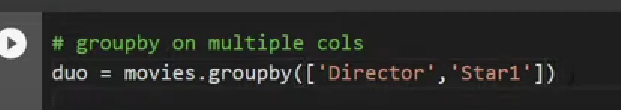 # groupby on multiple cols
duo = movies.groupby(['Director','Star1'])